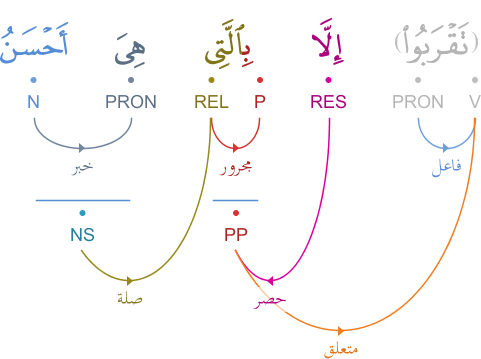 (تَقْرَبُوا۟) إِلَّا بِٱلَّتِى هِىَ أَحْسَنُ
V PRON RES P REL PRON N
فاعل مجرور خبر
PP NS
حصر صلة
متعلق